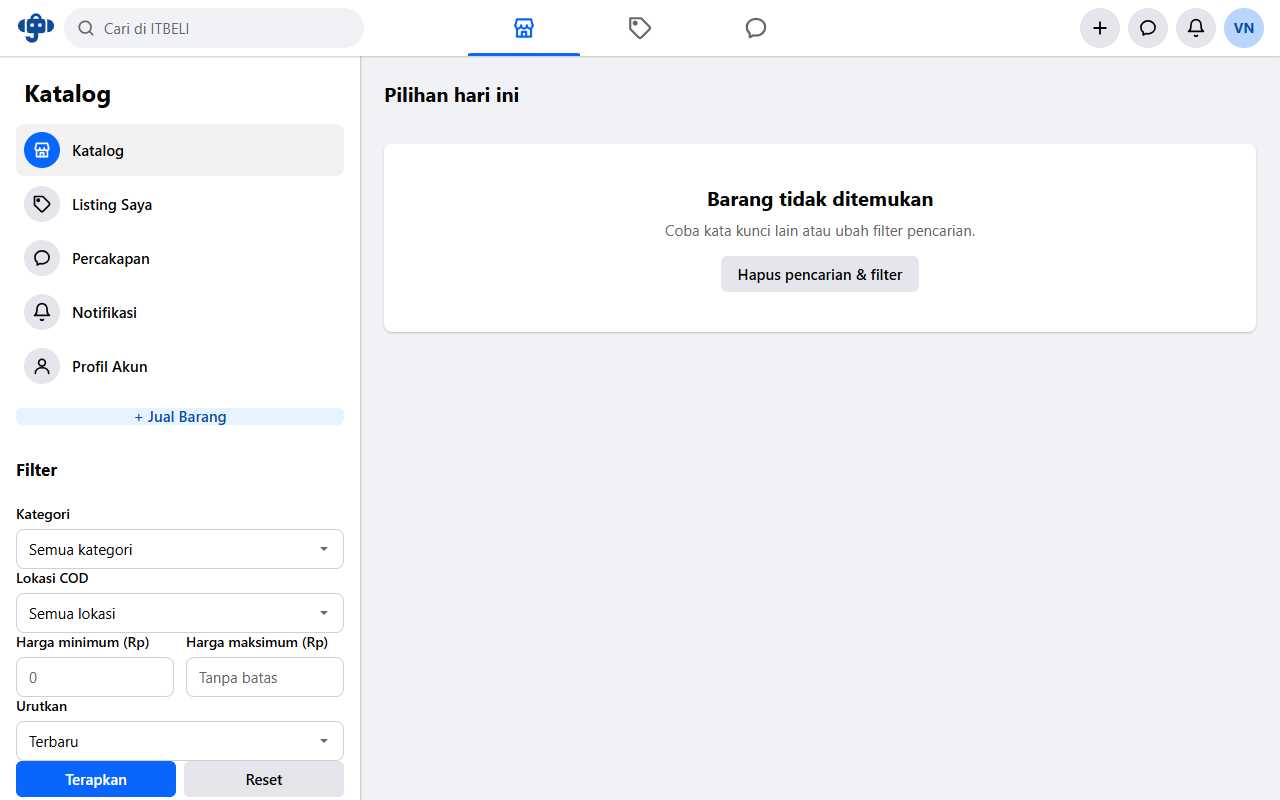 Cari di ITBELI
VN
Katalog
Katalog
Listing Saya
Percakapan
Notifikasi
Profil Akun
+ Jual Barang
Filter
Kategori
Semua kategori
Lokasi COD
Semua lokasi
Harga minimum (Rp) Harga maksimum (Rp)
0 Tanpa batas
Urutkan
Terbaru
Terapkan Reset
Pilihan hari ini
Barang tidak ditemukan
Coba kata kunci lain atau ubah filter pencarian.
Hapus pencarian & filter